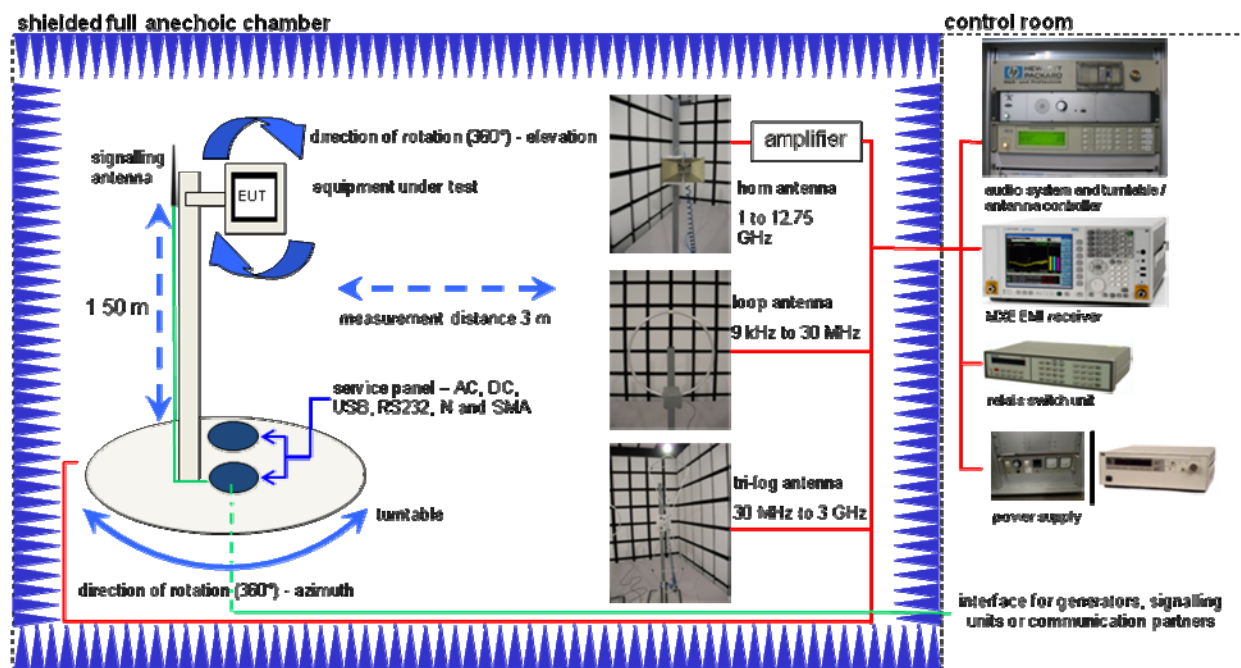 shielded full anechoic chamber
control room
direction of rotation (360°) - elevation
signalling
antenna
equipment under test
EUT
1 50 m
measurement distance 3 m
service panel – AC, DC,
USB, RS232, N and SMA
turntable
direction of rotation (360°) - azimuth
amplifier
horn antenna
1 to 12.75
GHz
loop antenna
9 kHz to 30 MHz
tri-log antenna
30 MHz to 3 GHz
HEWLETT
PACKARD
audio system and turntable /
antenna controller
MXE EMI receiver
relais switch unit
power supply
interface for generators, signalling
units or communication partners